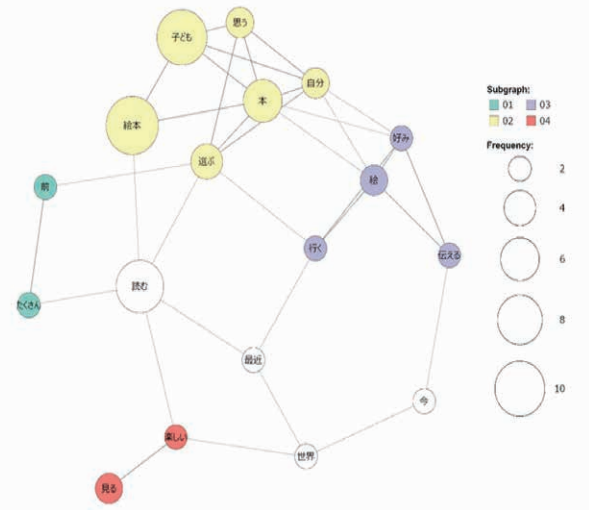 思う
子ども
自分
本
絵本
好み
選ぶ
絵
前
行く
伝える
読む
たくさん
最近
今
楽しい
世界
見る
Subgraph:
01 03
02 04
Frequency:
2
4
6
8
10